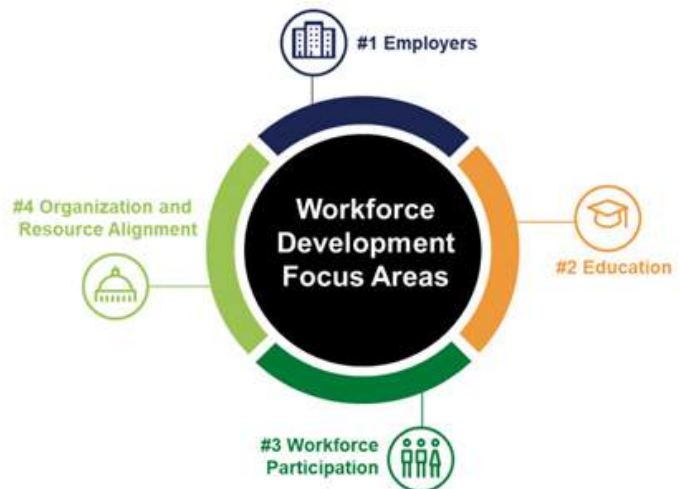 #1 Employers
Workforce
Development
Focus Areas
#2 Education
#3 Workforce
Participation
#4 Organization and
Resource Alignment